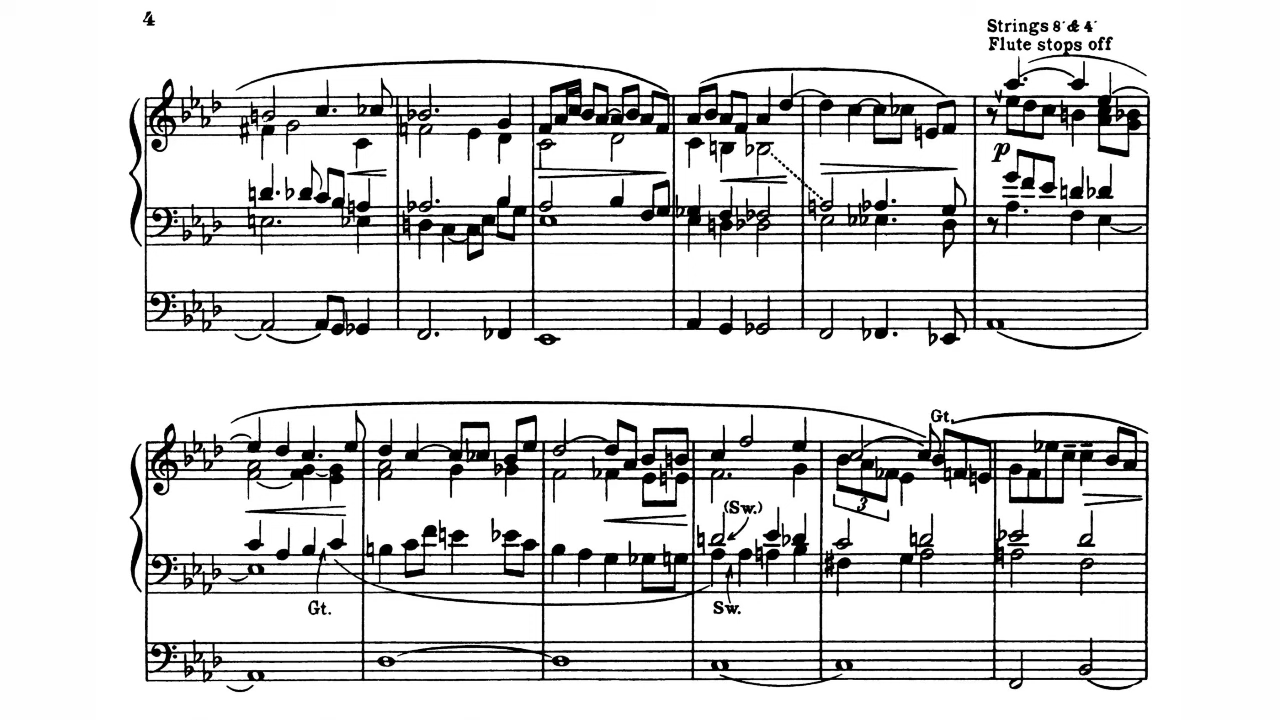 4
Strings 8' & 4'
Flute stops off
p
Gt.
(Sw.)
3
Gt.
Sw.